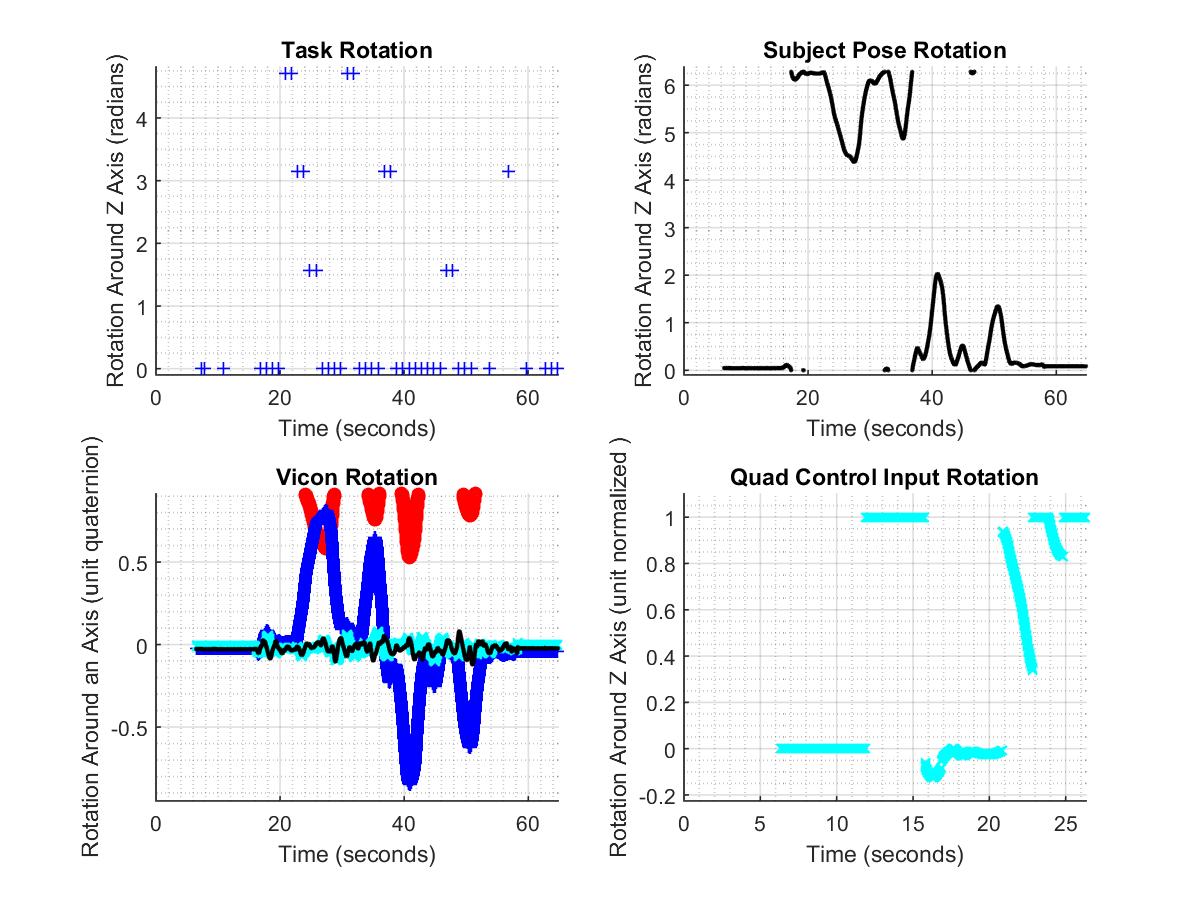 Task Rotation
Rotation Around Z Axis (radians)
4
3
2
1
0
0 20 40 60
Time (seconds)
Subject Pose Rotation
Rotation Around Z Axis (radians)
6
5
4
3
2
1
0
0 20 40 60
Time (seconds)
Vicon Rotation
Rotation Around an Axis (unit quaternion)
0.5
0
-0.5
0 20 40 60
Time (seconds)
Quad Control Input Rotation
Rotation Around Z Axis (unit normalized )
1
0.8
0.6
0.4
0.2
0
-0.2
0 5 10 15 20 25
Time (seconds)